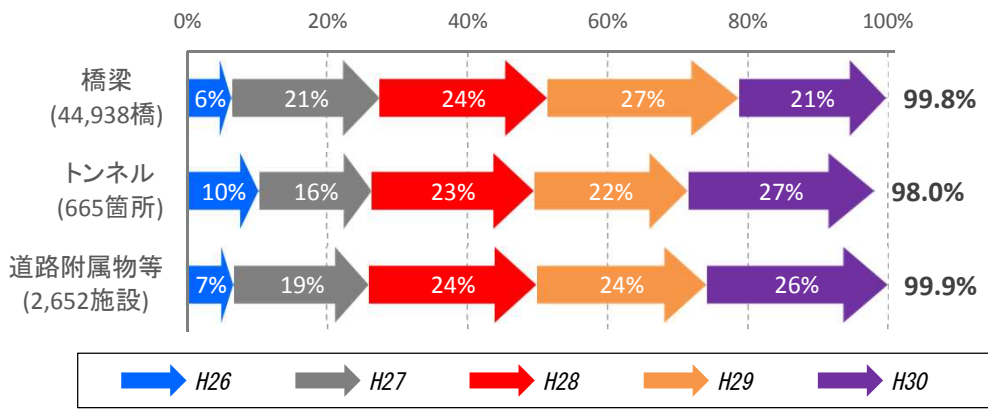 0% 20% 40% 60% 80% 100%
橋梁
(44,938橋)
6% 21% 24% 27% 21% 99.8%
トンネル
(665箇所)
10% 16% 23% 22% 27% 98.0%
道路附属物等
(2,652施設)
7% 19% 24% 24% 26% 99.9%
H26 H27 H28 H29 H30